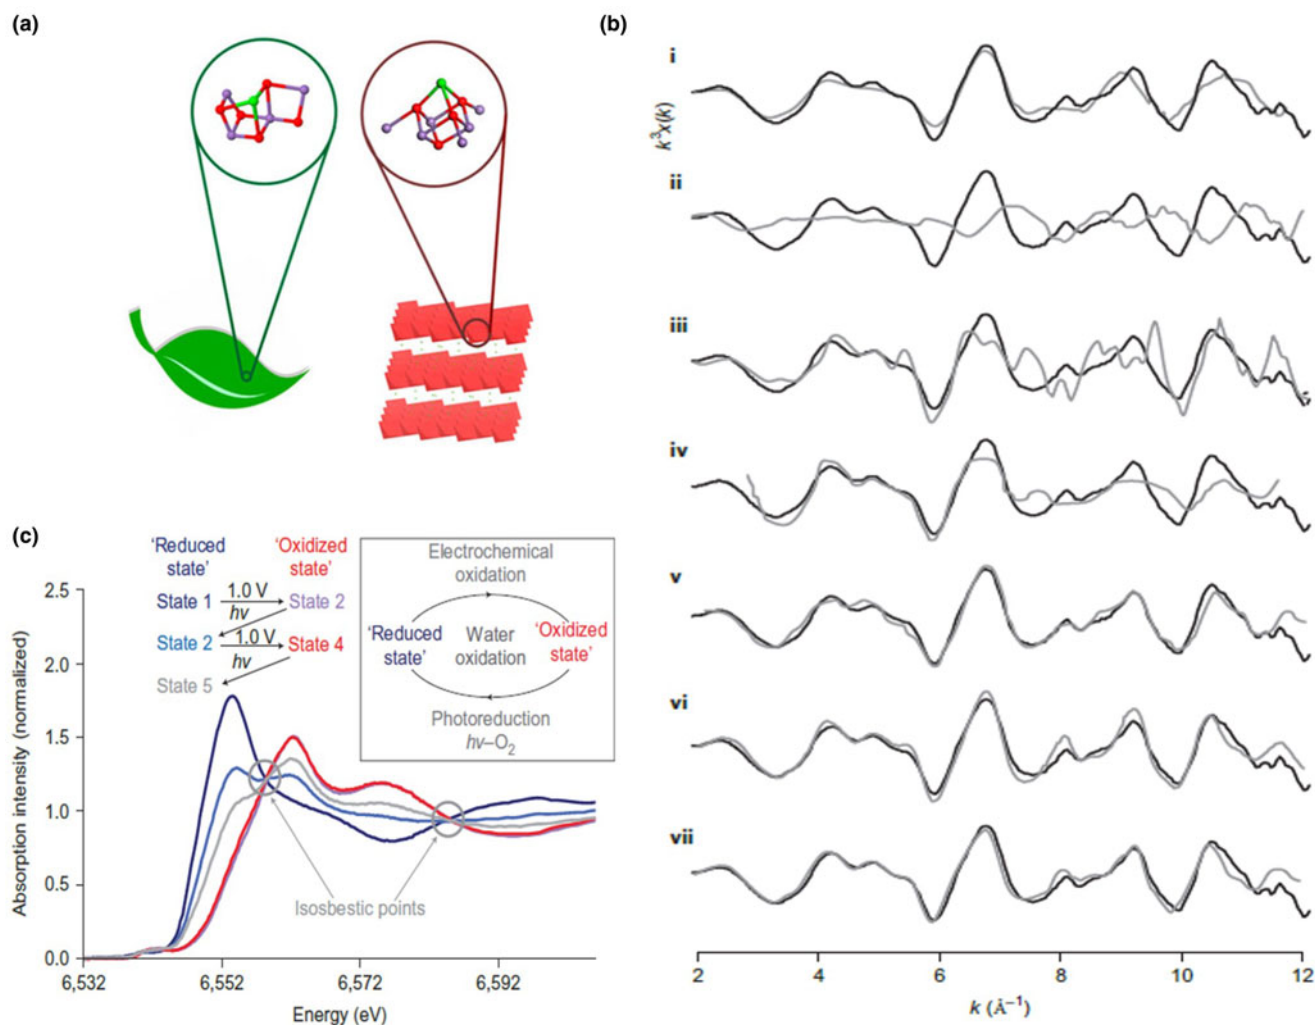 (a)
(b)
i
k³x(k)
ii
iii
iv
v
vi
vii
2 4 6 8 10 12
k (Å⁻¹)
(c)
'Reduced state'
'Oxidized state'
State 1 1.0 V State 2
hv
State 2 1.0 V State 4
hv
State 5
Electrochemical
oxidation
'Reduced state'
Water
oxidation
'Oxidized state'
Photoreduction
hv–O₂
Absorption intensity (normalized)
2.5
2.0
1.5
1.0
0.5
0.0
Isosbestic points
6,532 6,552 6,572 6,592
Energy (eV)